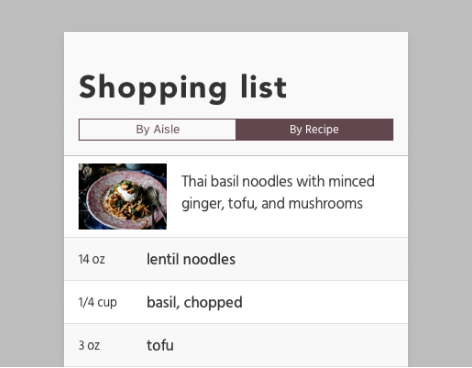 Shopping list
By Aisle
By Recipe
Thai basil noodles with minced
ginger, tofu, and mushrooms
14 oz
lentil noodles
1/4 cup
basil, chopped
3 oz
tofu